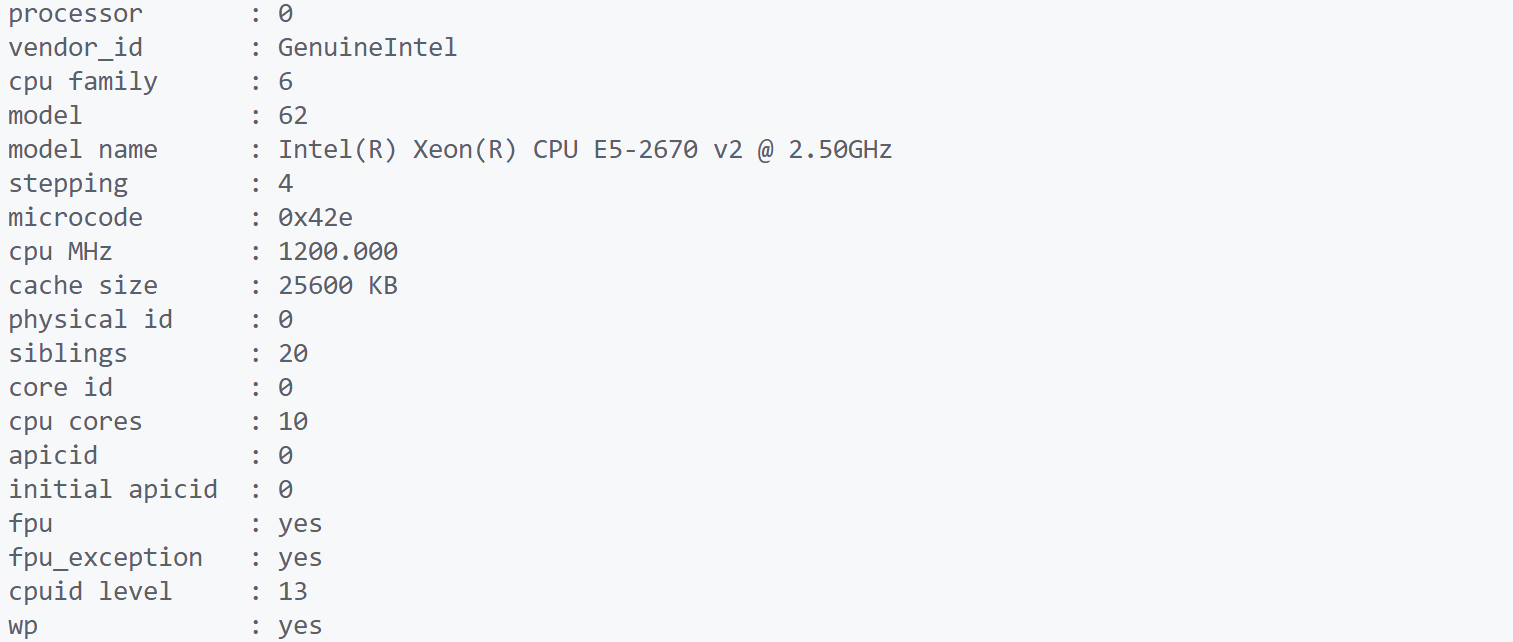 processor       : 0
vendor_id       : GenuineIntel
cpu family      : 6
model           : 62
model name      : Intel(R) Xeon(R) CPU E5-2670 v2 @ 2.50GHz
stepping        : 4
microcode       : 0x42e
cpu MHz         : 1200.000
cache size      : 25600 KB
physical id     : 0
siblings        : 20
core id         : 0
cpu cores       : 10
apicid          : 0
initial apicid  : 0
fpu             : yes
fpu_exception   : yes
cpuid level     : 13
wp              : yes